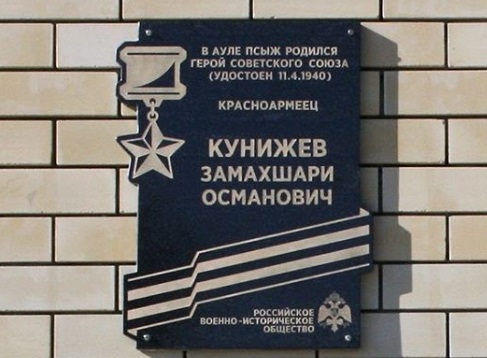 В АУЛЕ ПСЫЖ РОДИЛСЯ
ГЕРОЙ СОВЕТСКОГО СОЮЗА
(УДОСТОЕН 11.4.1940)
КРАСНОАРМЕЕЦ
КУНИЖЕВ
ЗАМАХШАРИ
ОСМАНОВИЧ
РОССИЙСКОЕ
ВОЕННО-ИСТОРИЧЕСКОЕ
ОБЩЕСТВО